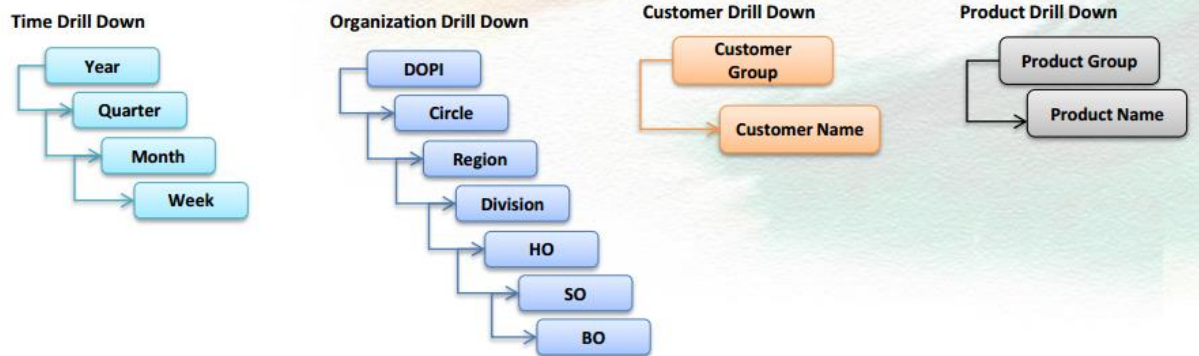 Time Drill Down
Year
Quarter
Month
Week
Organization Drill Down
DOPI
Circle
Region
Division
HO
SO
BO
Customer Drill Down
Customer
Group
Customer Name
Product Drill Down
Product Group
Product Name